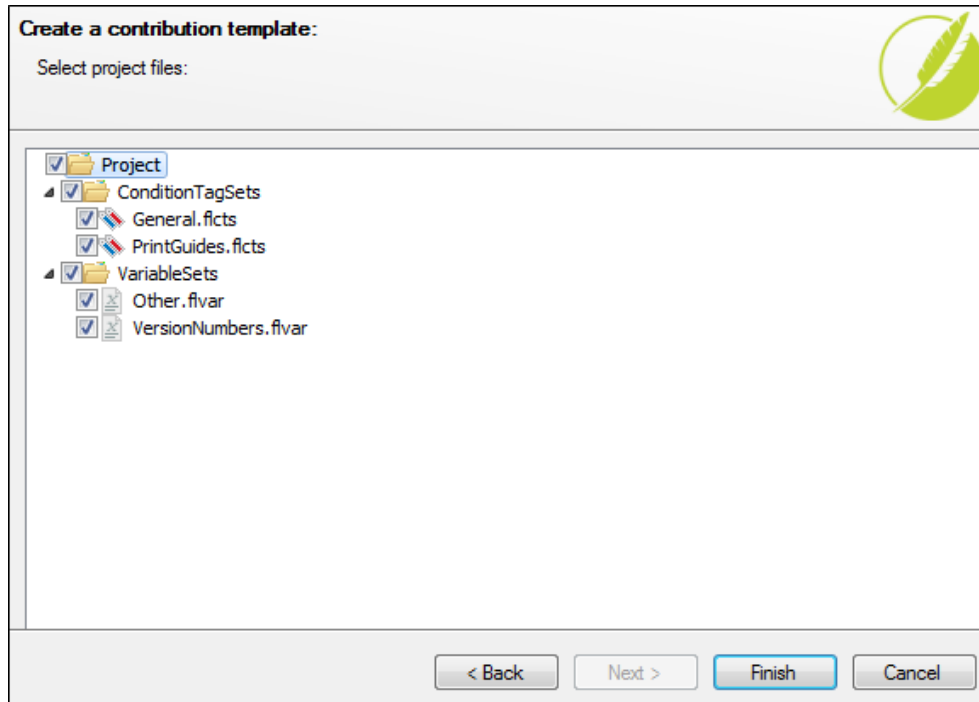 Create a contribution template:
Select project files:
Project
ConditionTagSets
General.flcts
PrintGuides.flcts
VariableSets
Other.flvar
VersionNumbers.flvar
< Back Next > Finish Cancel